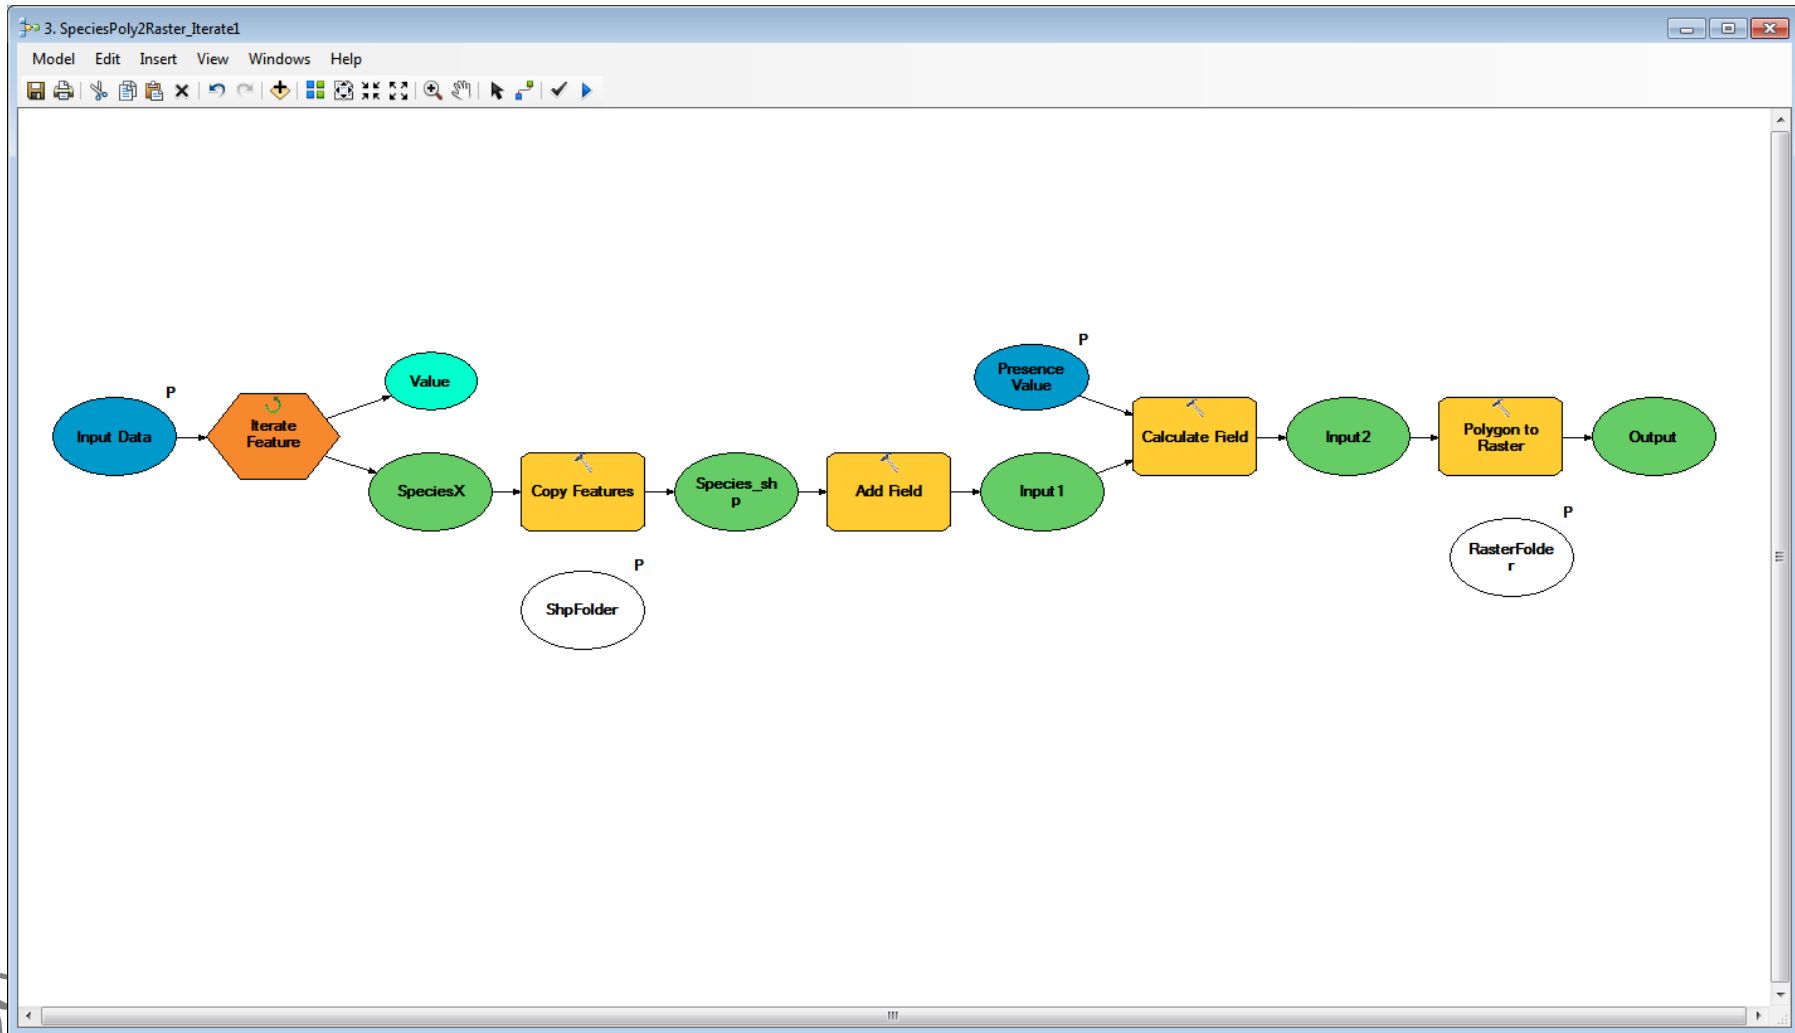 3. SpeciesPoly2Raster_Iterate1
Model Edit Insert View Windows Help
P
Presence
Value
P
Value
Input Data
Iterate
Feature
Calculate Field
Input2
Polygon to
Raster
Output
SpeciesX
Copy Features
Species_sh
p
Add Field
Input1
P
RasterFolde
r
P
ShpFolder